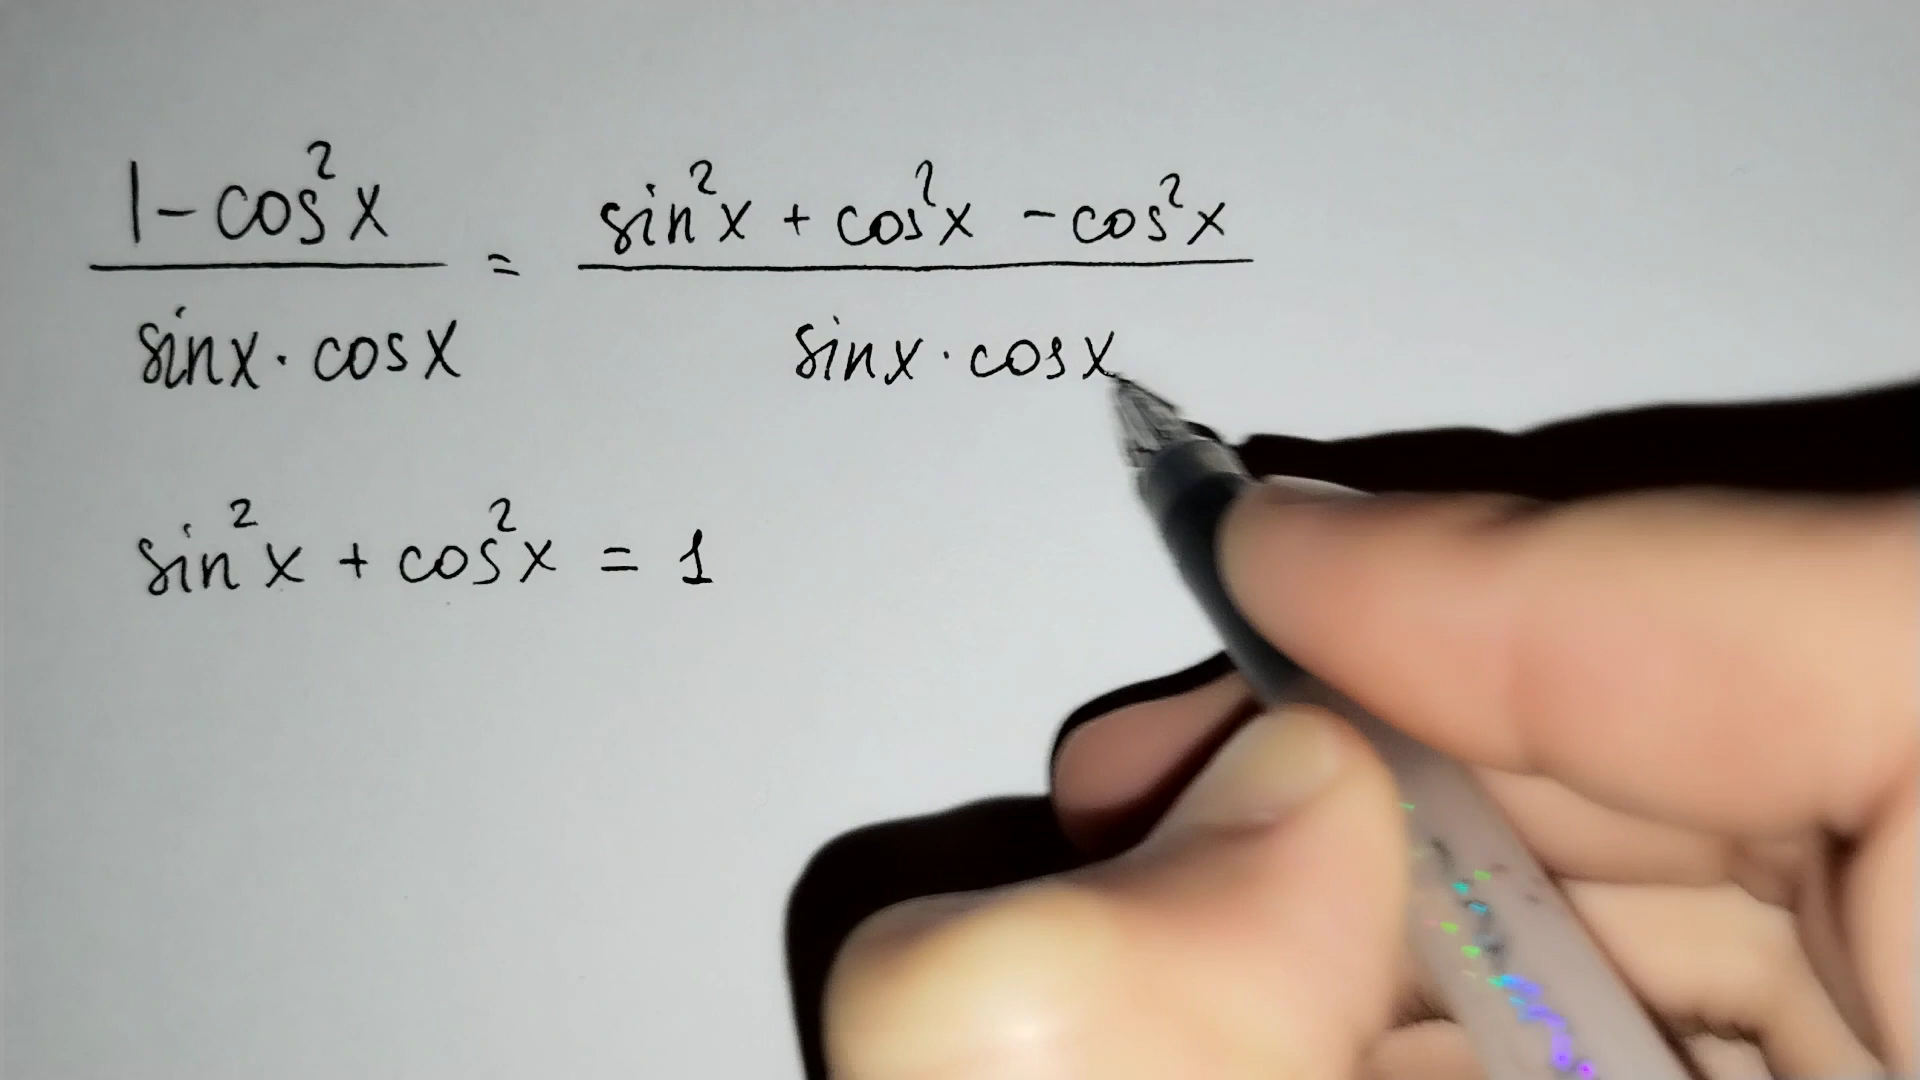 1 - cos²x / sinx · cosx = sin²x + cos²x - cos²x / sinx · cosx
sin²x + cos²x = 1